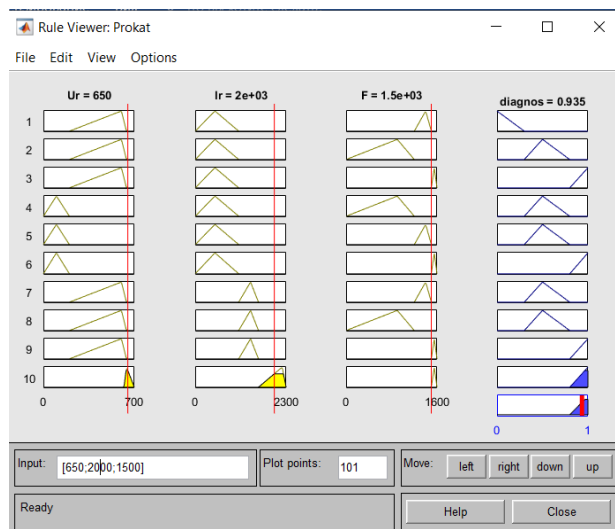 Rule Viewer: Prokat
File Edit View Options
Ur = 650 Ir = 2e+03 F = 1.5e+03 diagnos = 0.935
1
2
3
4
5
6
7
8
9
10
0 700 0 2300 0 1600
0 1
Input: [650;2000;1500] Plot points: 101 Move: left right down up
Ready Help Close